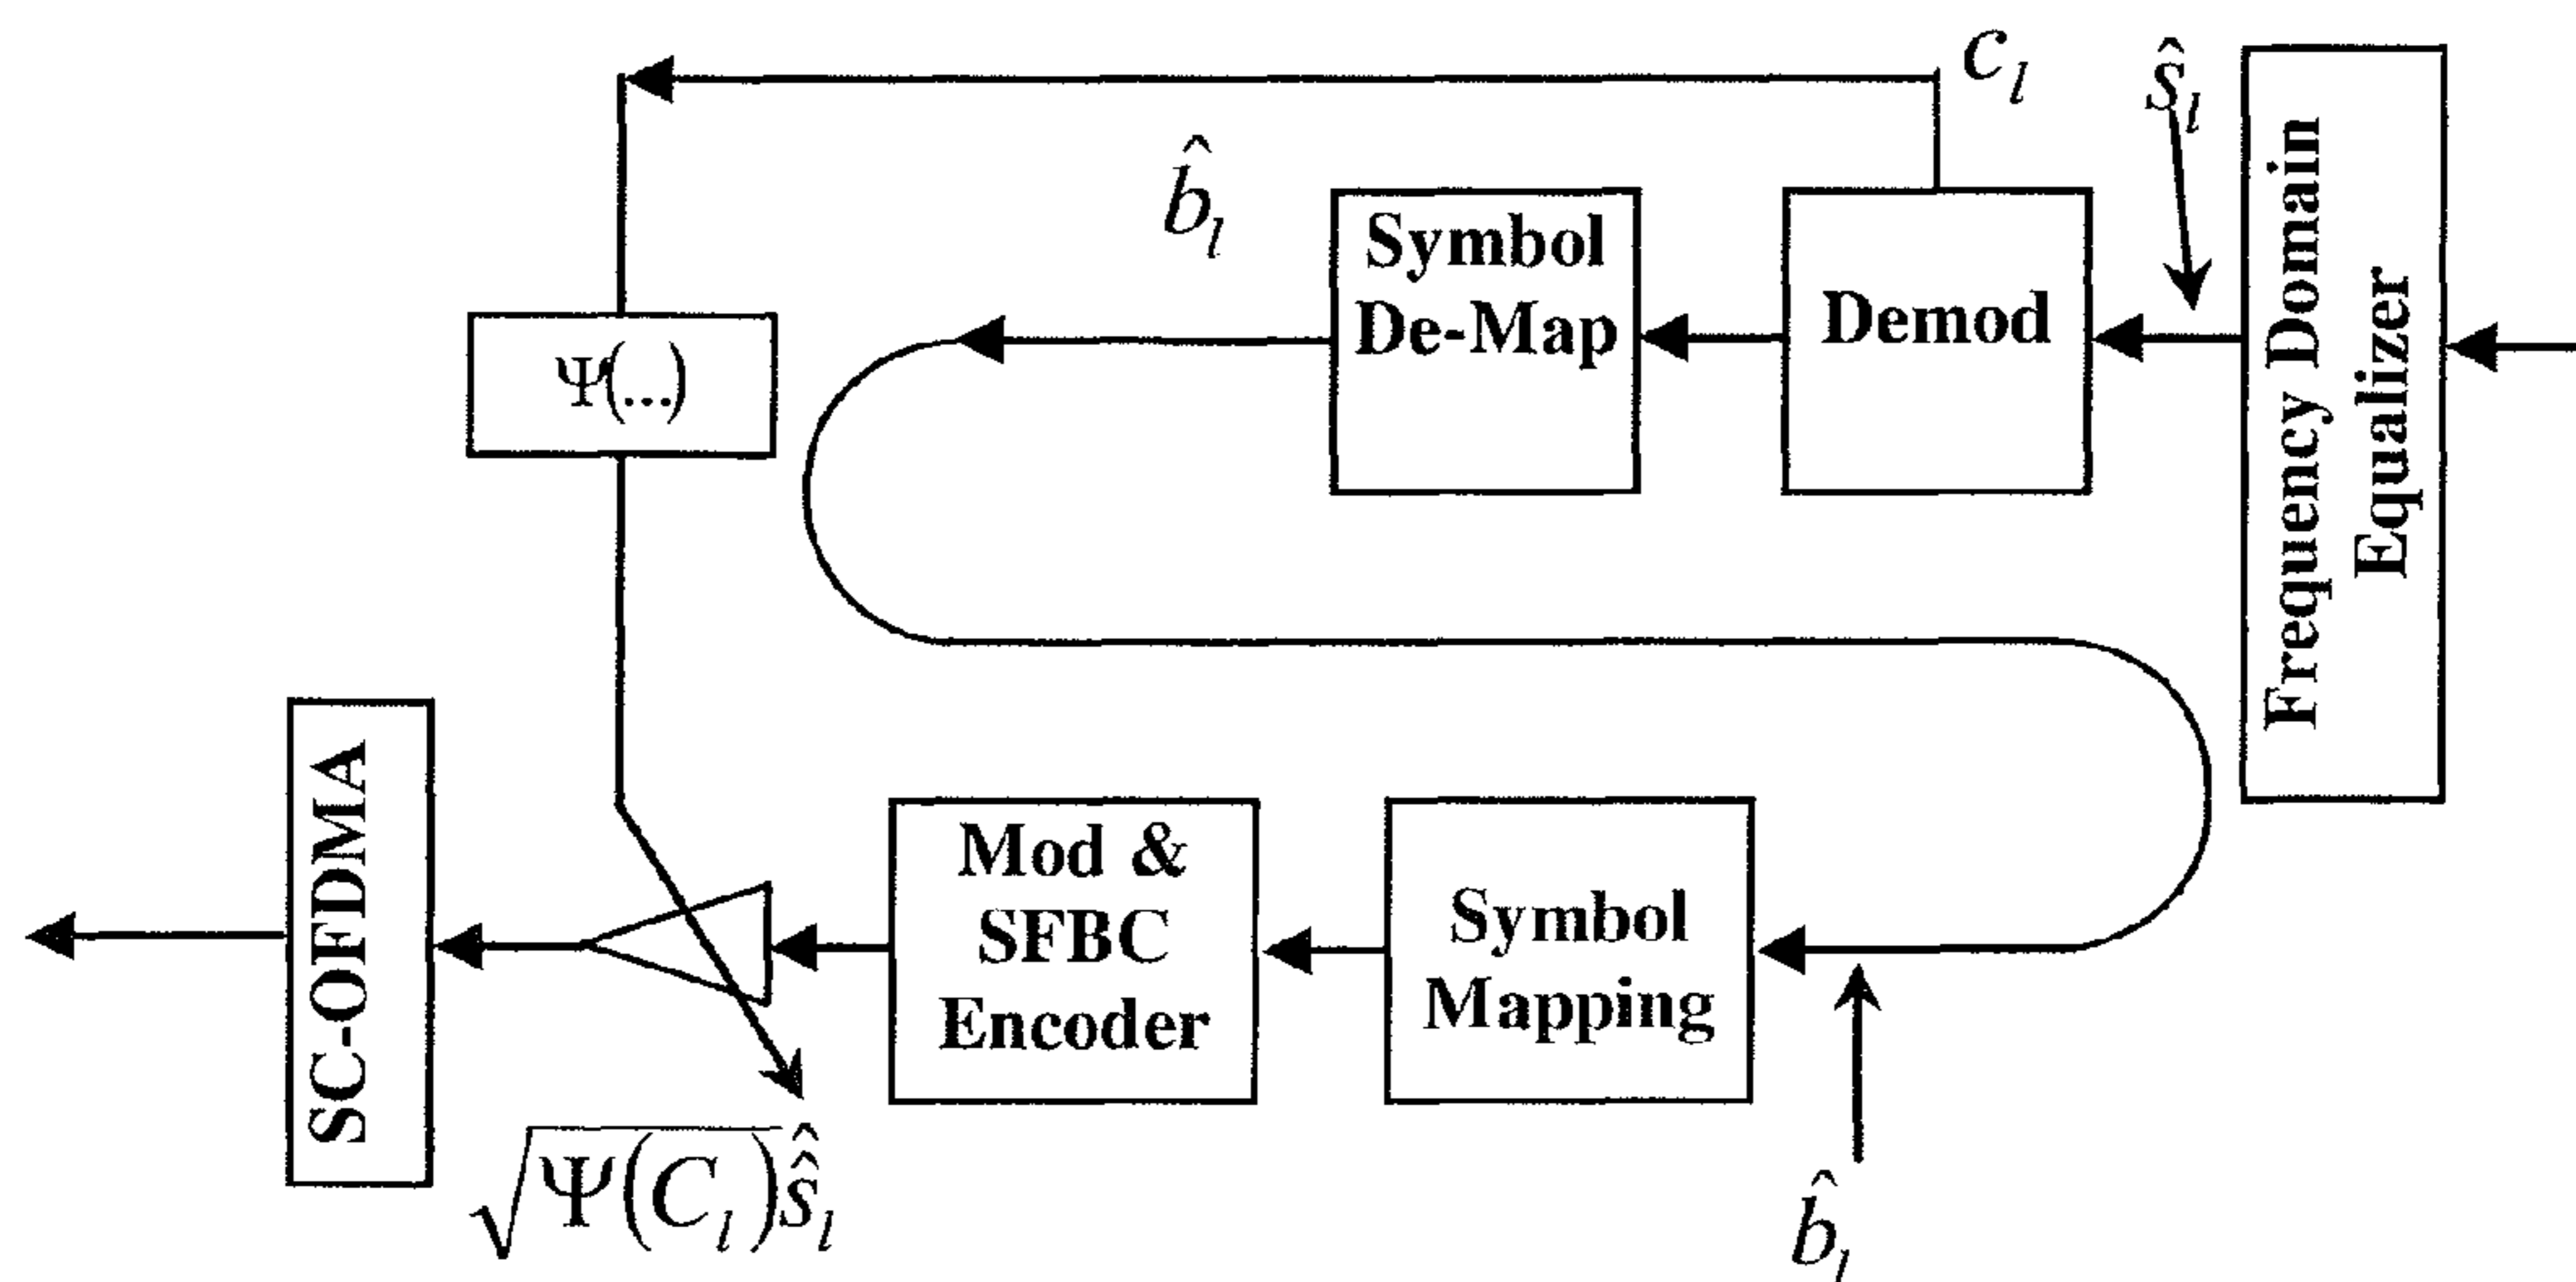 c_l
ŝ_l
b̂_l
Symbol
De-Map
Demod
Frequency Domain
Equalizer
Ψ(...)
SC-OFDMA
Mod &
SFBC
Encoder
Symbol
Mapping
√Ψ(C_l) ŝ̂_l
b̂_l